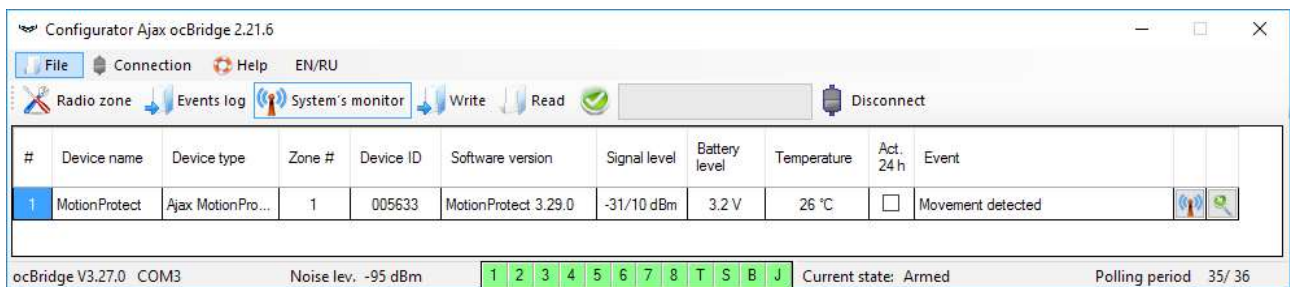 Configurator Ajax ocBridge 2.21.6
File Connection Help EN/RU
Radio zone Events log System's monitor Write Read Disconnect
# Device name Device type Zone # Device ID Software version Signal level Battery level Temperature Act. 24 h Event
1 MotionProtect Ajax MotionPro... 1 005633 MotionProtect 3.29.0 -31/10 dBm 3.2 V 26 °C Movement detected
ocBridge V3.27.0 COM3 Noise lev. -95 dBm 1 2 3 4 5 6 7 8 T S B J Current state: Armed Polling period 35/ 36